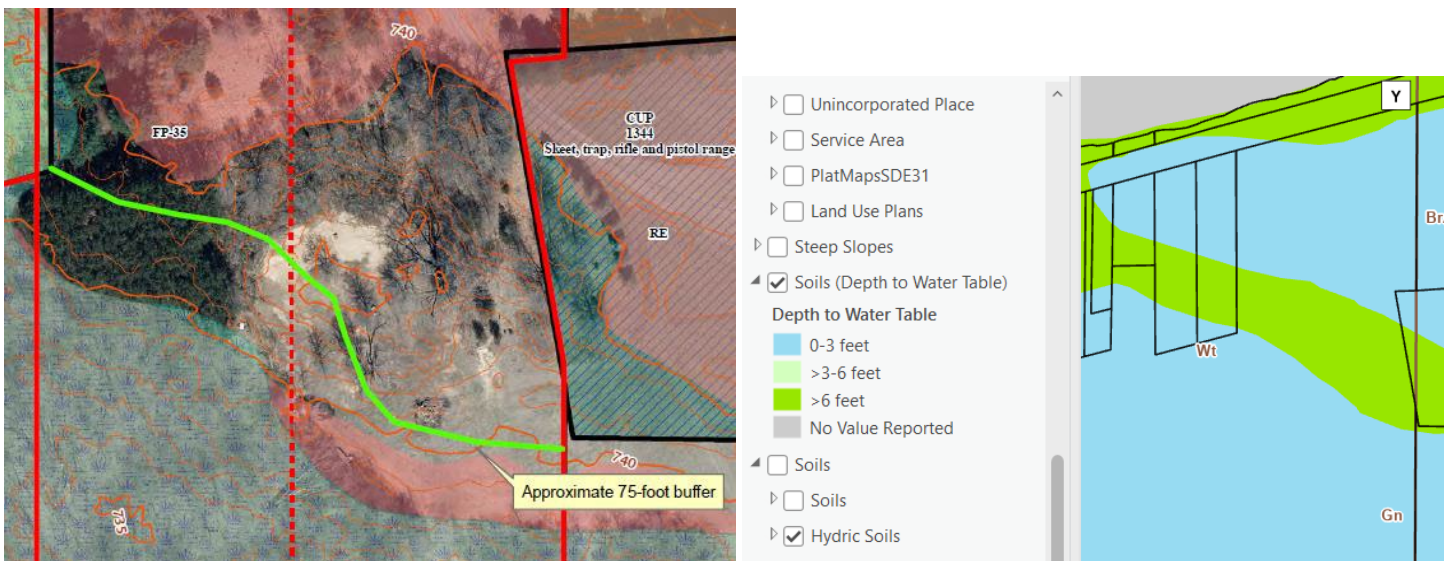 740
FP-35
CUP
1344
Skeet, trap, rifle and pistol range
RE
740
Approximate 75-foot buffer
735
Unincorporated Place
Service Area
PlatMapsSDE31
Land Use Plans
Steep Slopes
Soils (Depth to Water Table)
Depth to Water Table
0-3 feet
>3-6 feet
>6 feet
No Value Reported
Soils
Soils
Hydric Soils
Y
Br.
Wt
Gn